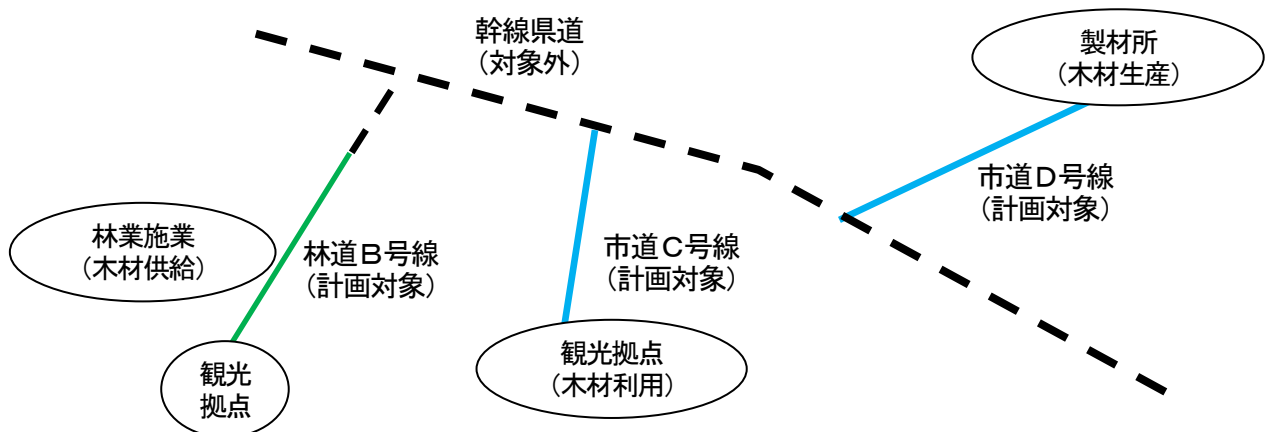 幹線県道
（対象外）
製材所
（木材生産）
市道Ｄ号線
（計画対象）
林業施業
（木材供給）
林道Ｂ号線
（計画対象）
市道Ｃ号線
（計画対象）
観光
拠点
観光拠点
（木材利用）